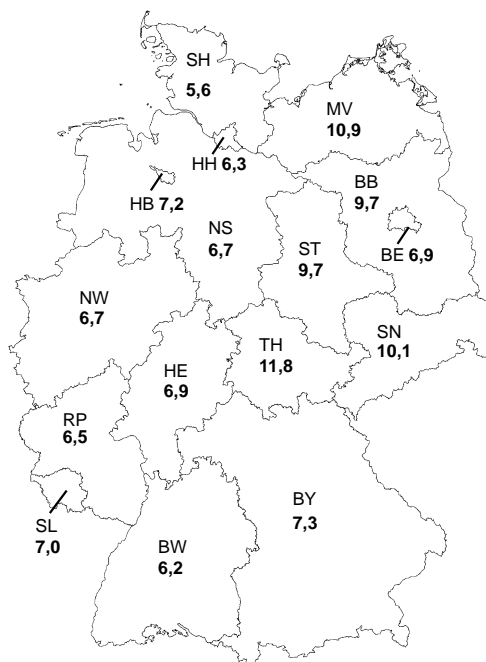 SH
5,6
MV
10,9
HH 6,3
HB 7,2
BB
9,7
NS
6,7
ST
9,7
BE 6,9
NW
6,7
SN
10,1
TH
11,8
HE
6,9
RP
6,5
BY
7,3
SL
7,0
BW
6,2